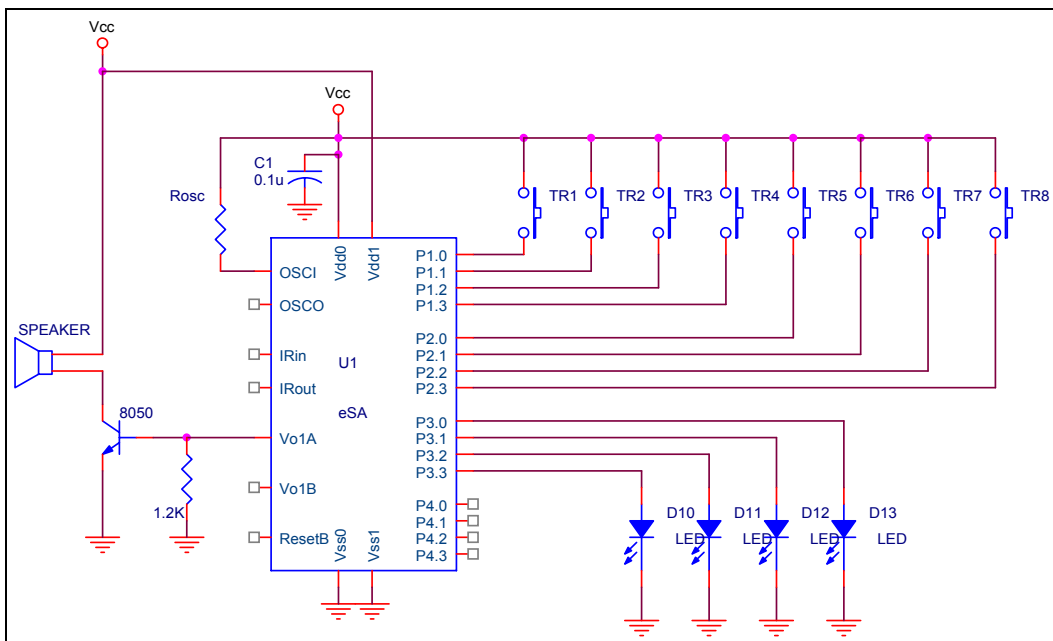 Vcc
Vcc
C1
0.1u
Rosc
TR1
TR2
TR3
TR4
TR5
TR6
TR7
TR8
Vdd0
Vdd1
OSCI
OSCO
IRin
IRout
Vo1A
Vo1B
ResetB
U1
eSA
P1.0
P1.1
P1.2
P1.3
P2.0
P2.1
P2.2
P2.3
P3.0
P3.1
P3.2
P3.3
P4.0
P4.1
P4.2
P4.3
Vss0
Vss1
SPEAKER
8050
1.2K
D10
LED
D11
LED
D12
LED
D13
LED